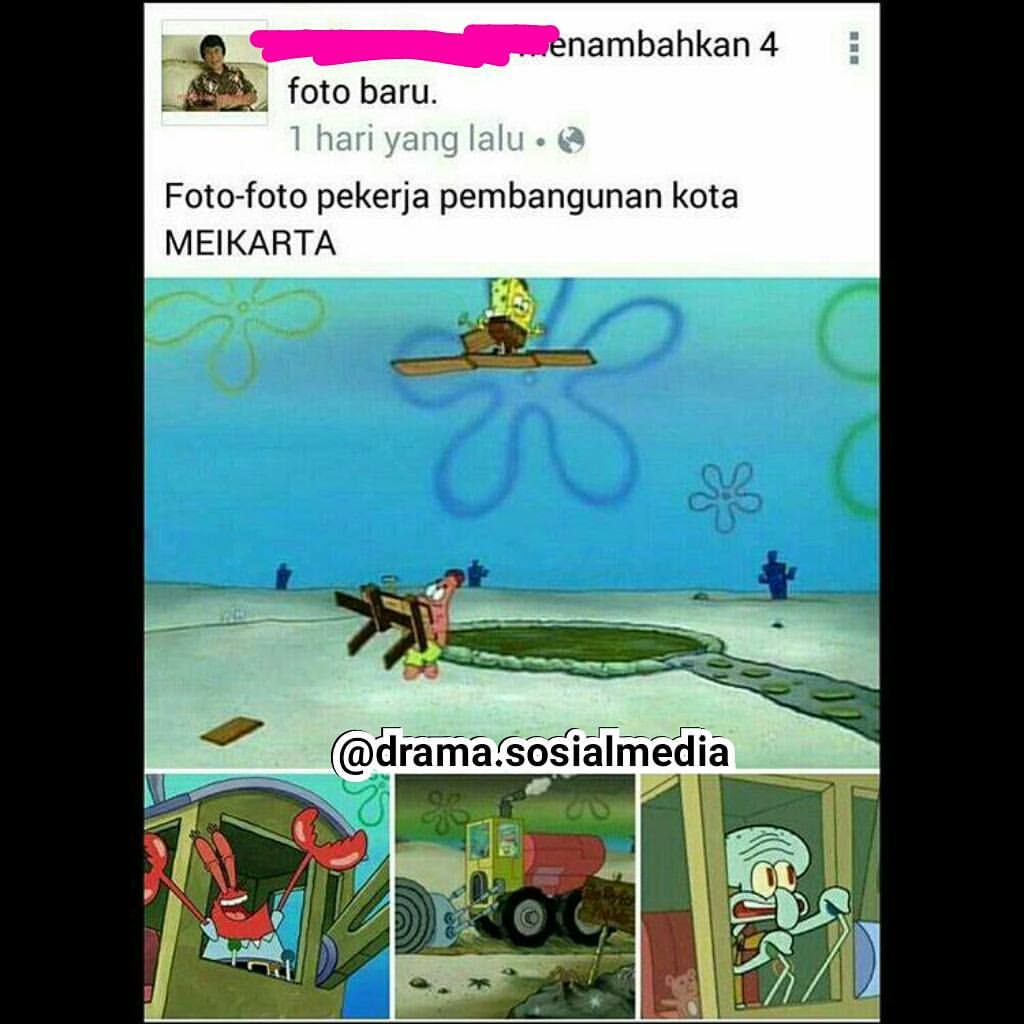 menambahkan 4
foto baru.
1 hari yang lalu •
Foto-foto pekerja pembangunan kota
MEIKARTA
@drama.sosialmedia